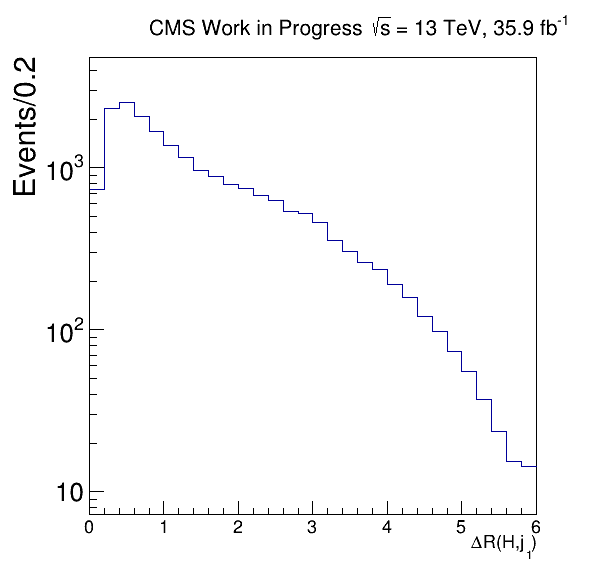 CMS Work in Progress √s = 13 TeV, 35.9 fb⁻¹
Events/0.2
10³
10²
10
0 1 2 3 4 5 6
ΔR(H,j₁)